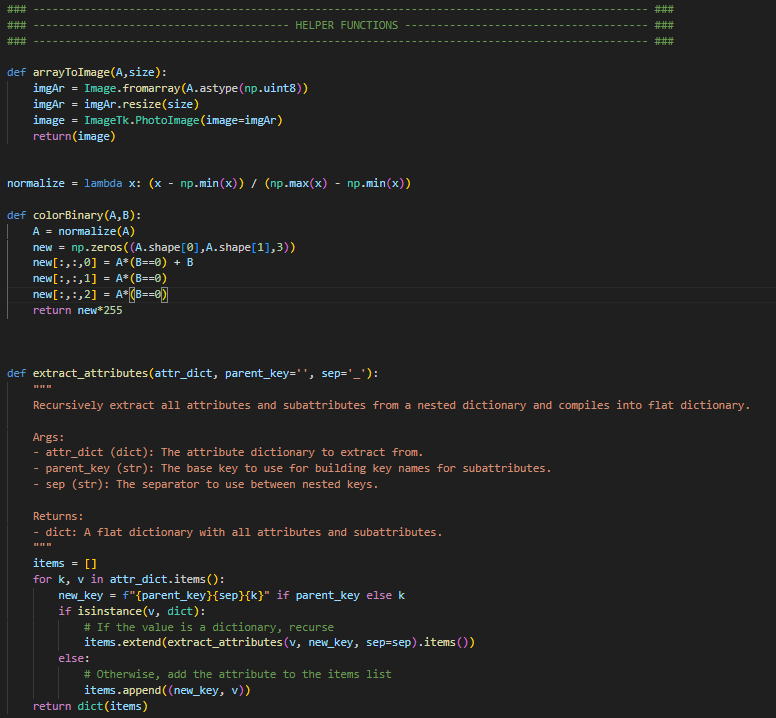 ### ------------------------------------------------------------------------------------------------ ###
### ---------------------------------------- HELPER FUNCTIONS -------------------------------------- ###
### ------------------------------------------------------------------------------------------------ ###
def arrayToImage(A,size):
    imgAr = Image.fromarray(A.astype(np.uint8))
    imgAr = imgAr.resize(size)
    image = ImageTk.PhotoImage(image=imgAr)
    return(image)
normalize = lambda x: (x - np.min(x)) / (np.max(x) - np.min(x))
def colorBinary(A,B):
    A = normalize(A)
    new = np.zeros((A.shape[0],A.shape[1],3))
    new[:,:,0] = A*(B==0) + B
    new[:,:,1] = A*(B==0)
    new[:,:,2] = A*(B==0)
    return new*255
def extract_attributes(attr_dict, parent_key='', sep='_'):
    """
    Recursively extract all attributes and subattributes from a nested dictionary and compiles into flat dictionary.
    Args:
    - attr_dict (dict): The attribute dictionary to extract from.
    - parent_key (str): The base key to use for building key names for subattributes.
    - sep (str): The separator to use between nested keys.
    Returns:
    - dict: A flat dictionary with all attributes and subattributes.
    """
    items = []
    for k, v in attr_dict.items():
        new_key = f"{parent_key}{sep}{k}" if parent_key else k
        if isinstance(v, dict):
            # If the value is a dictionary, recurse
            items.extend(extract_attributes(v, new_key, sep=sep).items())
        else:
            # Otherwise, add the attribute to the items list
            items.append((new_key, v))
    return dict(items)